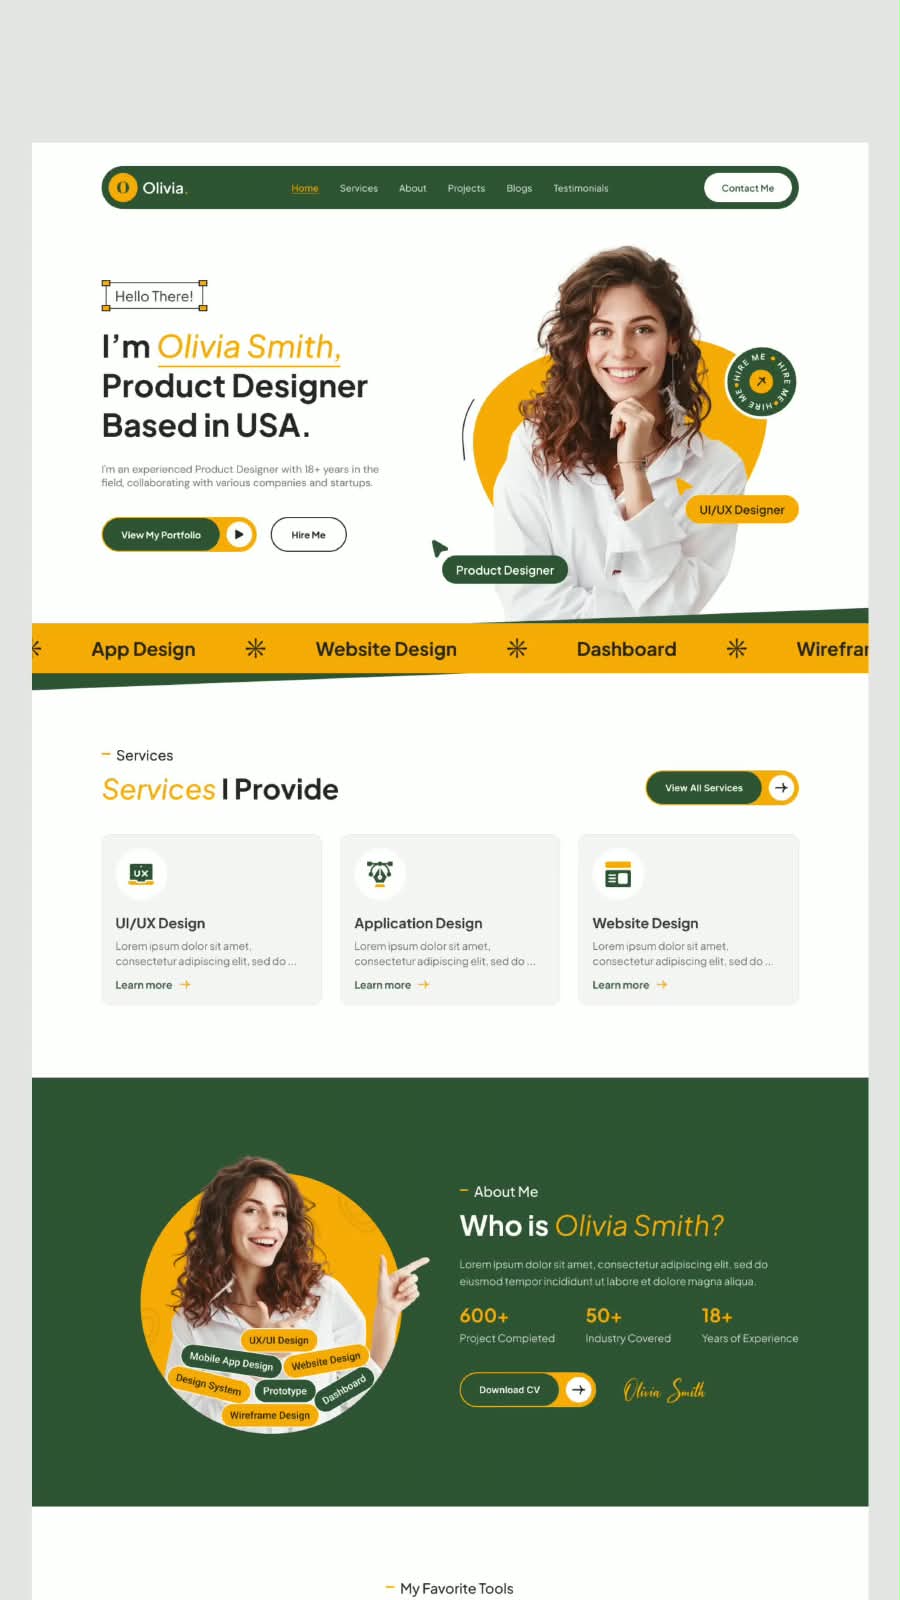 O Olivia.
Home Services About Projects Blogs Testimonials
Contact Me
Hello There!
I'm Olivia Smith,
Product Designer
Based in USA.
I'm an experienced Product Designer with 18+ years in the
field, collaborating with various companies and startups.
View My Portfolio
Hire Me
HIRE ME HIRE ME HIRE ME
UI/UX Designer
Product Designer
App Design Website Design Dashboard Wirefra
Services
Services I Provide
View All Services
UX
UI/UX Design
Lorem ipsum dolor sit amet,
consectetur adipiscing elit, sed do ...
Learn more
Application Design
Lorem ipsum dolor sit amet,
consectetur adipiscing elit, sed do ...
Learn more
Website Design
Lorem ipsum dolor sit amet,
consectetur adipiscing elit, sed do ...
Learn more
UX/UI Design
Mobile App Design
Website Design
Design System
Prototype
Dashboard
Wireframe Design
About Me
Who is Olivia Smith?
Lorem ipsum dolor sit amet, consectetur adipiscing elit, sed do
eiusmod tempor incididunt ut labore et dolore magna aliqua.
600+
Project Completed
50+
Industry Covered
18+
Years of Experience
Download CV
Olivia Smith
My Favorite Tools